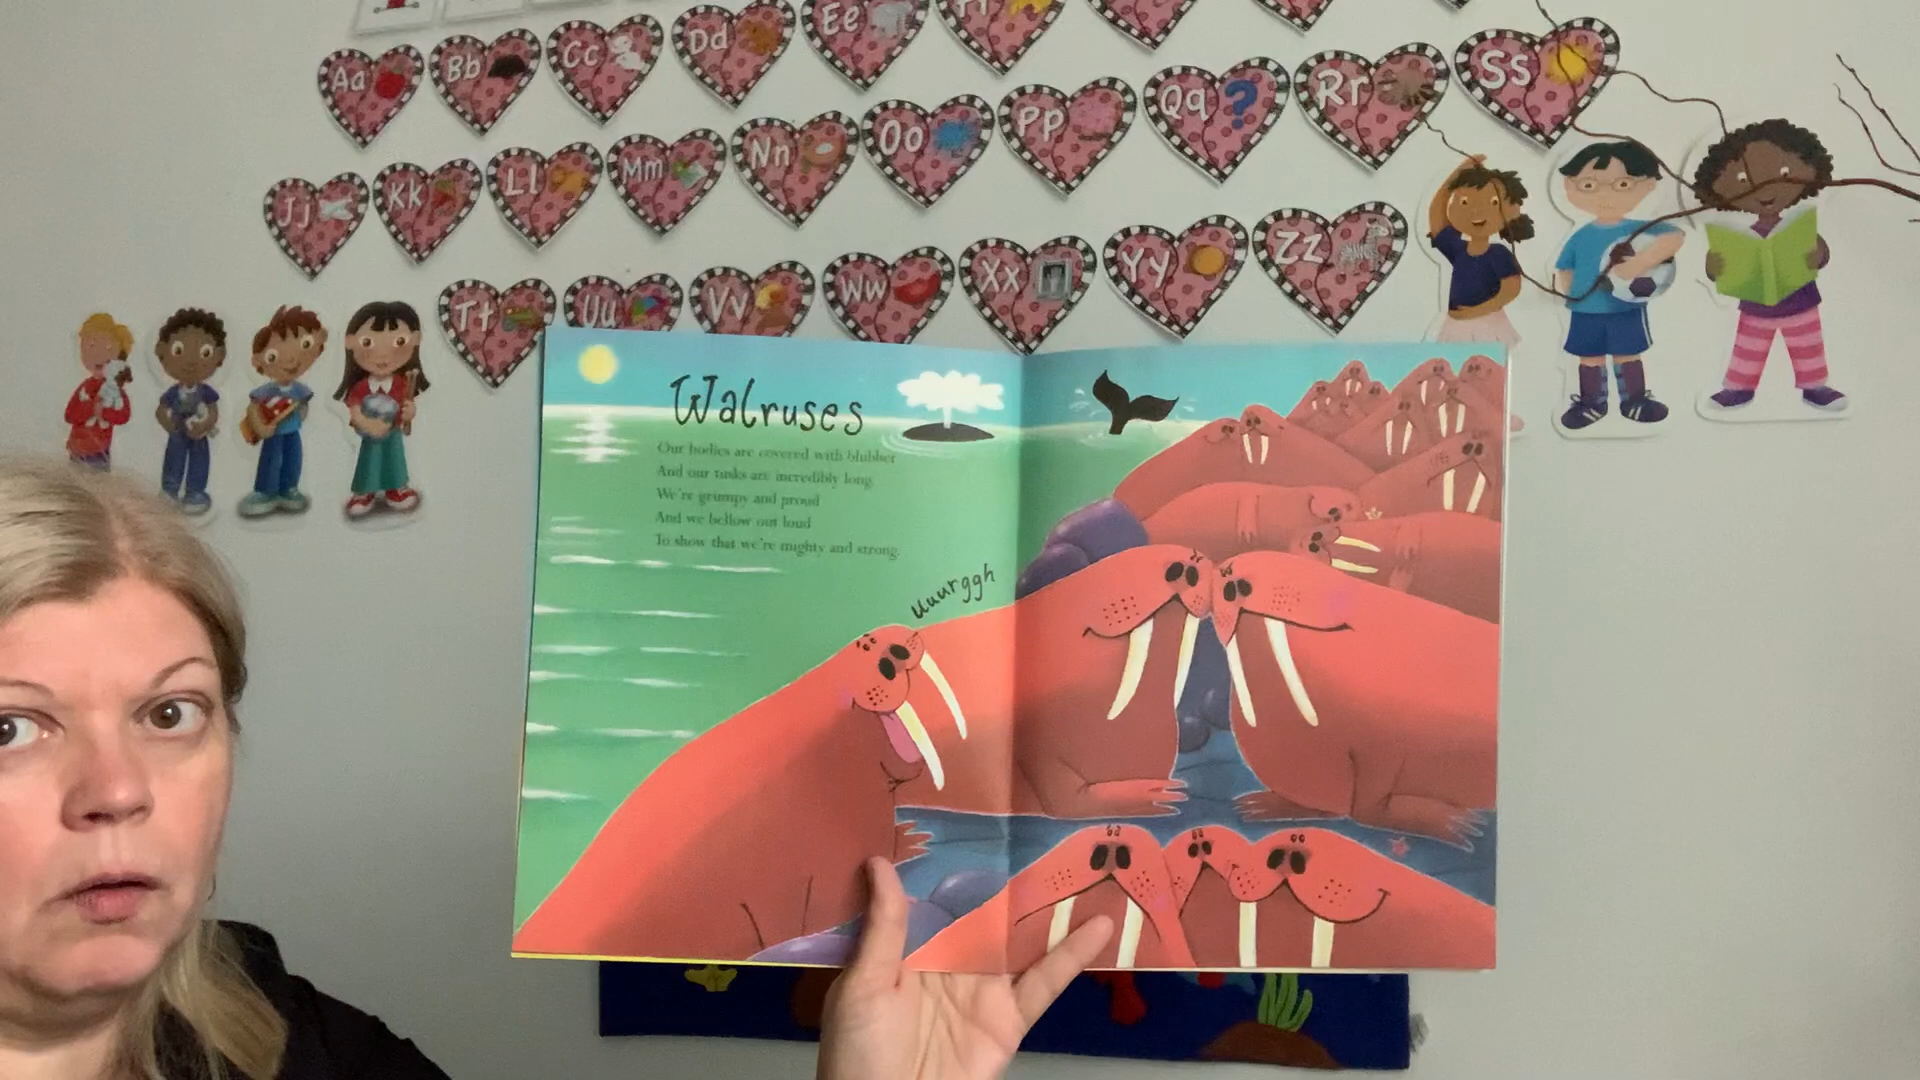 Aa Bb Cc Dd Ee
Jj Kk Ll Mm Nn Oo Pp Qq Rr Ss
Tt Uu Vv Ww Xx Yy Zz
Walruses
Our bodies are covered with blubber
And our tusks are incredibly long.
We're grumpy and proud
And we bellow out loud
To show that we're mighty and strong.
Uuurggh